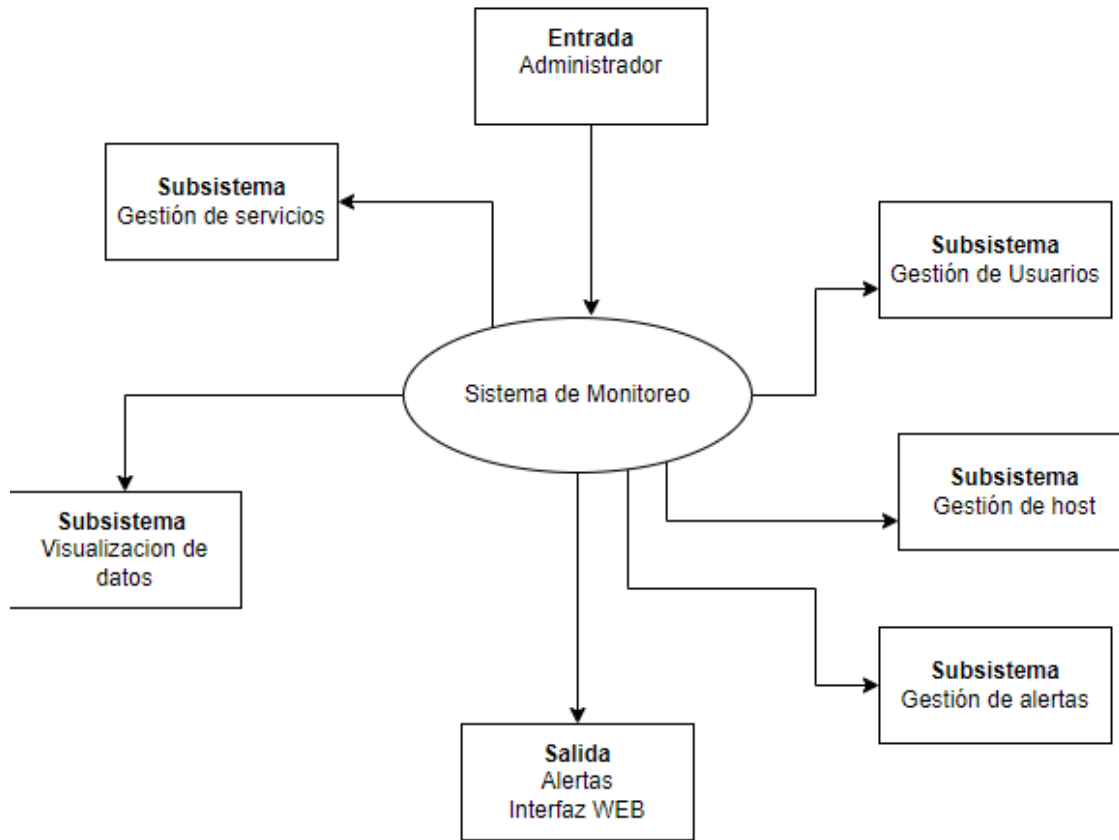 Entrada
Administrador
Subsistema
Gestión de servicios
Subsistema
Gestión de Usuarios
Sistema de Monitoreo
Subsistema
Gestión de host
Subsistema
Visualizacion de
datos
Subsistema
Gestión de alertas
Salida
Alertas
Interfaz WEB